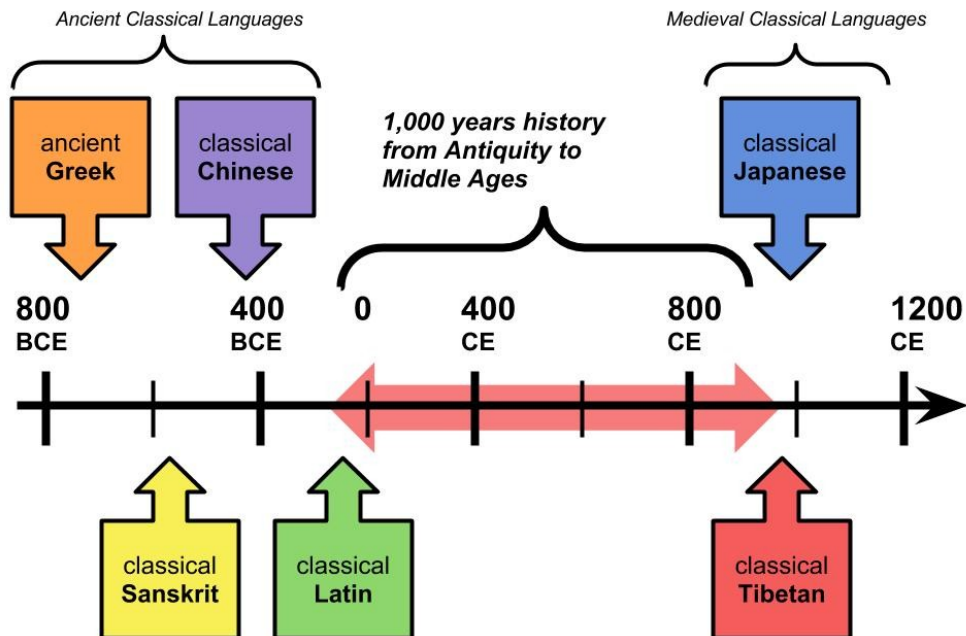 Ancient Classical Languages
Medieval Classical Languages
ancient
Greek
classical
Chinese
1,000 years history
from Antiquity to
Middle Ages
classical
Japanese
800
BCE
400
BCE
0
400
CE
800
CE
1200
CE
classical
Sanskrit
classical
Latin
classical
Tibetan